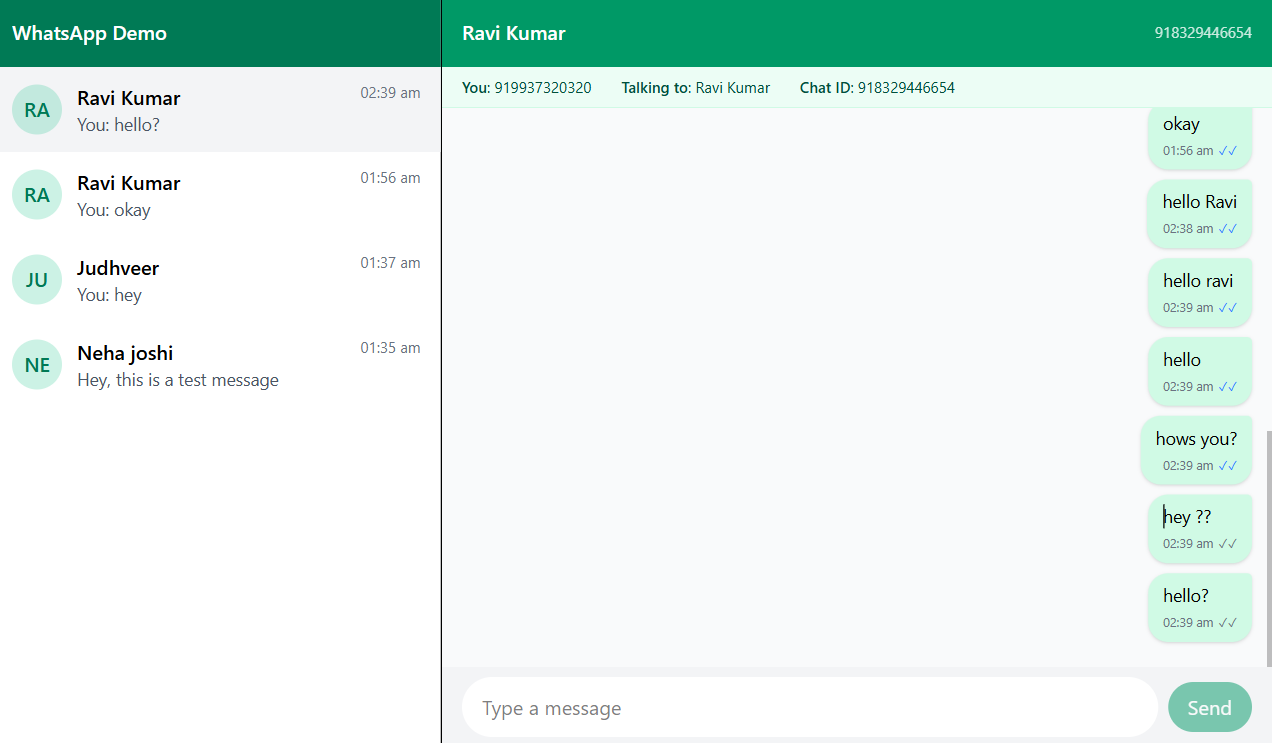 WhatsApp Demo
RA
Ravi Kumar
02:39 am
You: hello?
RA
Ravi Kumar
01:56 am
You: okay
JU
Judhveer
01:37 am
You: hey
NE
Neha joshi
01:35 am
Hey, this is a test message
Ravi Kumar
918329446654
You: 919937320320 Talking to: Ravi Kumar Chat ID: 918329446654
okay
01:56 am ✓✓
hello Ravi
02:38 am ✓✓
hello ravi
02:39 am ✓✓
hello
02:39 am ✓✓
hows you?
02:39 am ✓✓
hey ??
02:39 am ✓✓
hello?
02:39 am ✓✓
Type a message
Send